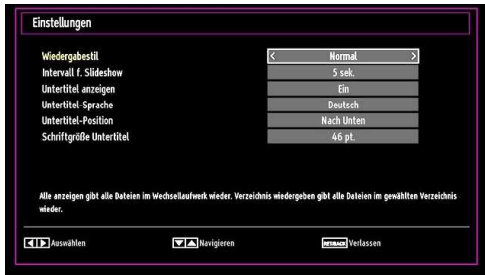 Einstellungen
Wiedergabestil < Normal >
Intervall f. Slideshow 5 sek.
Untertitel anzeigen Ein
Untertitel-Sprache Deutsch
Untertitel-Position Nach Unten
Schriftgröße Untertitel 46 pt.
Alle anzeigen gibt alle Dateien im Wechsellaufwerk wieder. Verzeichnis wiedergeben gibt alle Dateien im gewählten Verzeichnis
wieder.
Auswählen Navigieren RET/BACK Verlassen